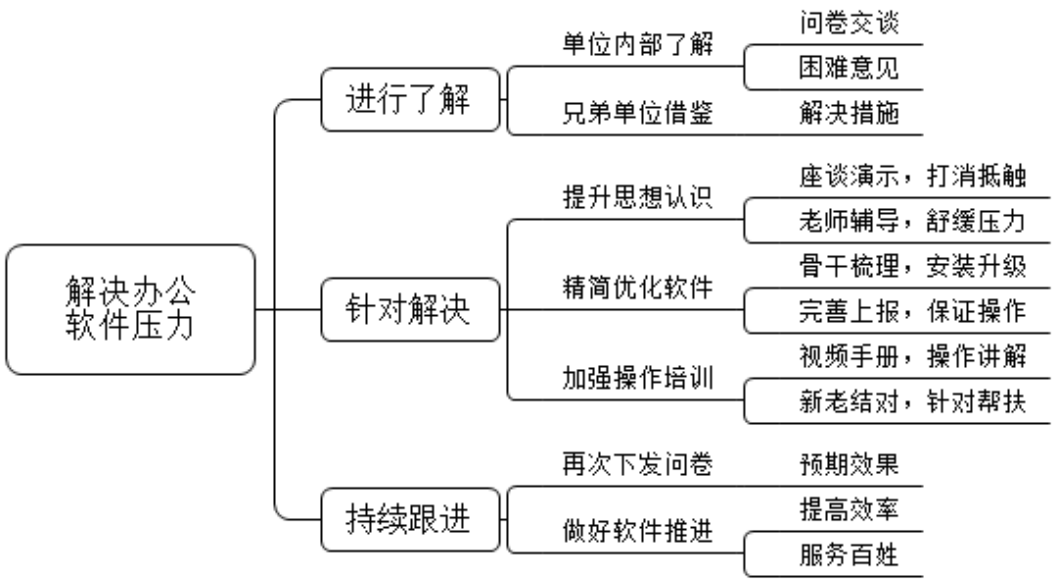 解决办公
软件压力
进行了解
单位内部了解
问卷交谈
困难意见
兄弟单位借鉴
解决措施
针对解决
提升思想认识
座谈演示，打消抵触
老师辅导，舒缓压力
精简优化软件
骨干梳理，安装升级
完善上报，保证操作
加强操作培训
视频手册，操作讲解
新老结对，针对帮扶
持续跟进
再次下发问卷
预期效果
做好软件推进
提高效率
服务百姓